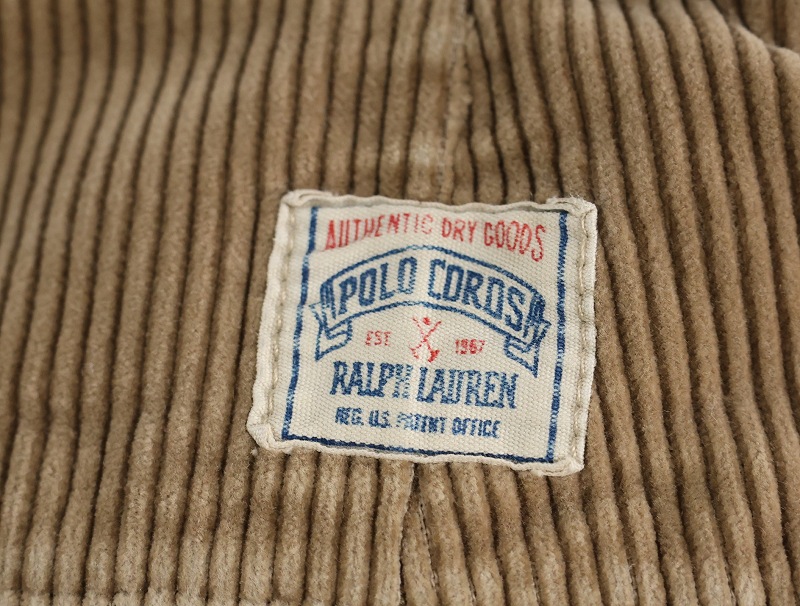 AUTHENTIC DRY GOODS
POLO CORDS
EST 1967
RALPH LAUREN
REG. U.S. PATENT OFFICE